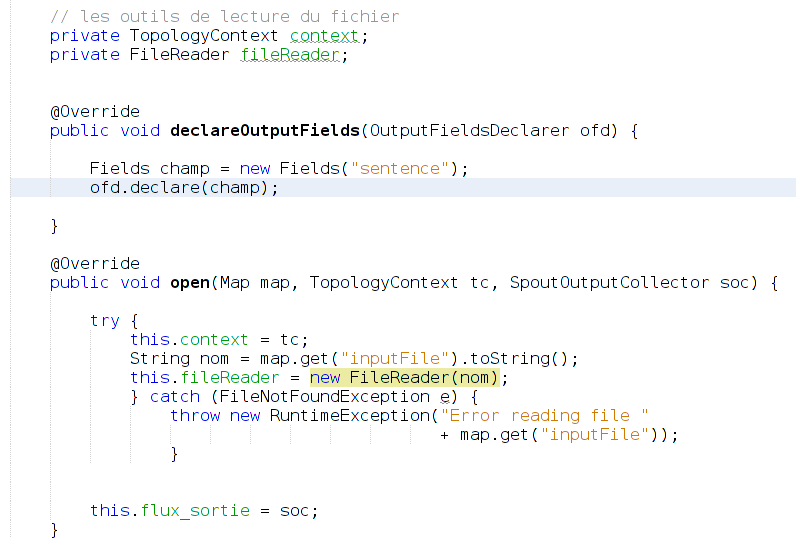 // les outils de lecture du fichier
private TopologyContext context;
private FileReader fileReader;
@Override
public void declareOutputFields(OutputFieldsDeclarer ofd) {
Fields champ = new Fields("sentence");
ofd.declare(champ);
}
@Override
public void open(Map map, TopologyContext tc, SpoutOutputCollector soc) {
try {
this.context = tc;
String nom = map.get("inputFile").toString();
this.fileReader = new FileReader(nom);
} catch (FileNotFoundException e) {
throw new RuntimeException("Error reading file "
+ map.get("inputFile"));
}
this.flux_sortie = soc;
}